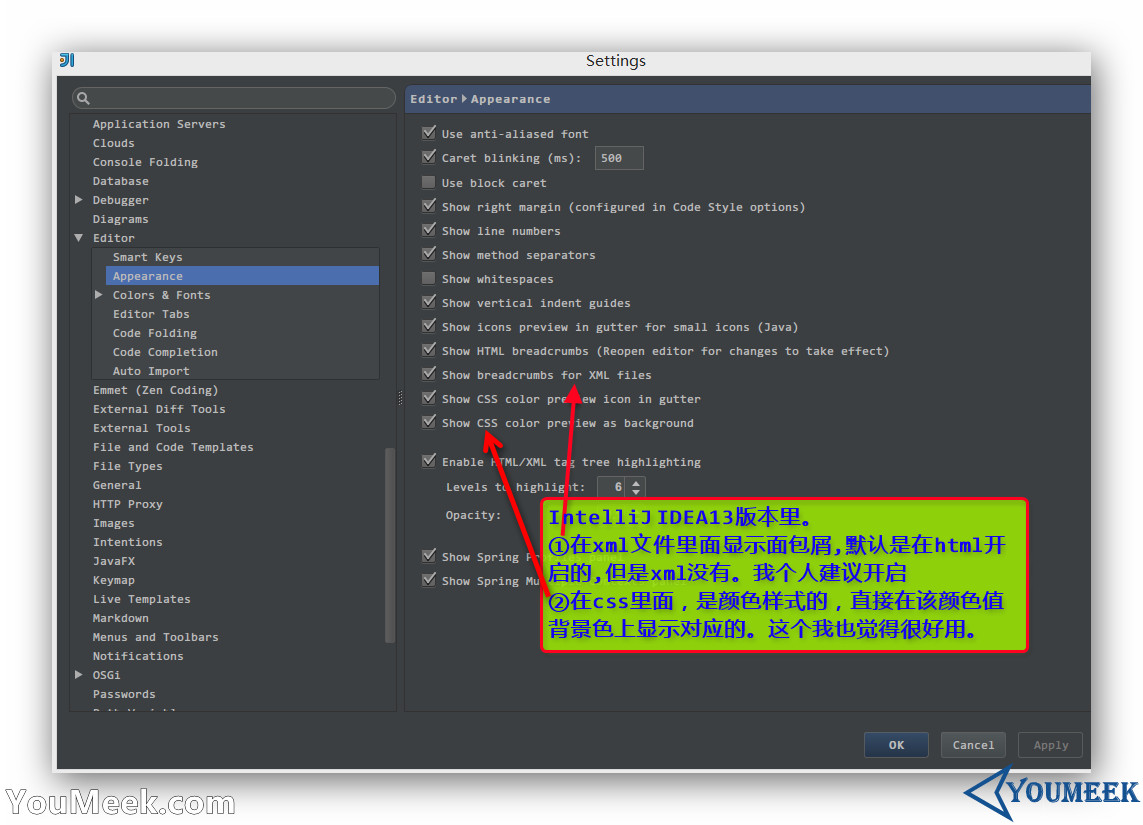 Settings
Editor Appearance
Application Servers
Clouds
Console Folding
Database
Debugger
Diagrams
Editor
Smart Keys
Appearance
Colors & Fonts
Editor Tabs
Code Folding
Code Completion
Auto Import
Emmet (Zen Coding)
External Diff Tools
External Tools
File and Code Templates
File Types
General
HTTP Proxy
Images
Intentions
JavaFX
Keymap
Live Templates
Markdown
Menus and Toolbars
Notifications
OSGi
Passwords
Use anti-aliased font
Caret blinking (ms): 500
Use block caret
Show right margin (configured in Code Style options)
Show line numbers
Show method separators
Show whitespaces
Show vertical indent guides
Show icons preview in gutter for small icons (Java)
Show HTML breadcrumbs (Reopen editor for changes to take effect)
Show breadcrumbs for XML files
Show CSS color preview icon in gutter
Show CSS color preview as background
Enable HTML/XML tag tree highlighting
Levels to highlight: 6
Opacity:
Show Spring
Show Spring
IntelliJ IDEA13版本里。
①在xml文件里面显示面包屑,默认是在html开
启的,但是xml没有。我个人建议开启
②在css里面，是颜色样式的，直接在该颜色值
背景色上显示对应的。这个我也觉得很好用。
OK Cancel Apply
YouMeek.com
YOUMEEK